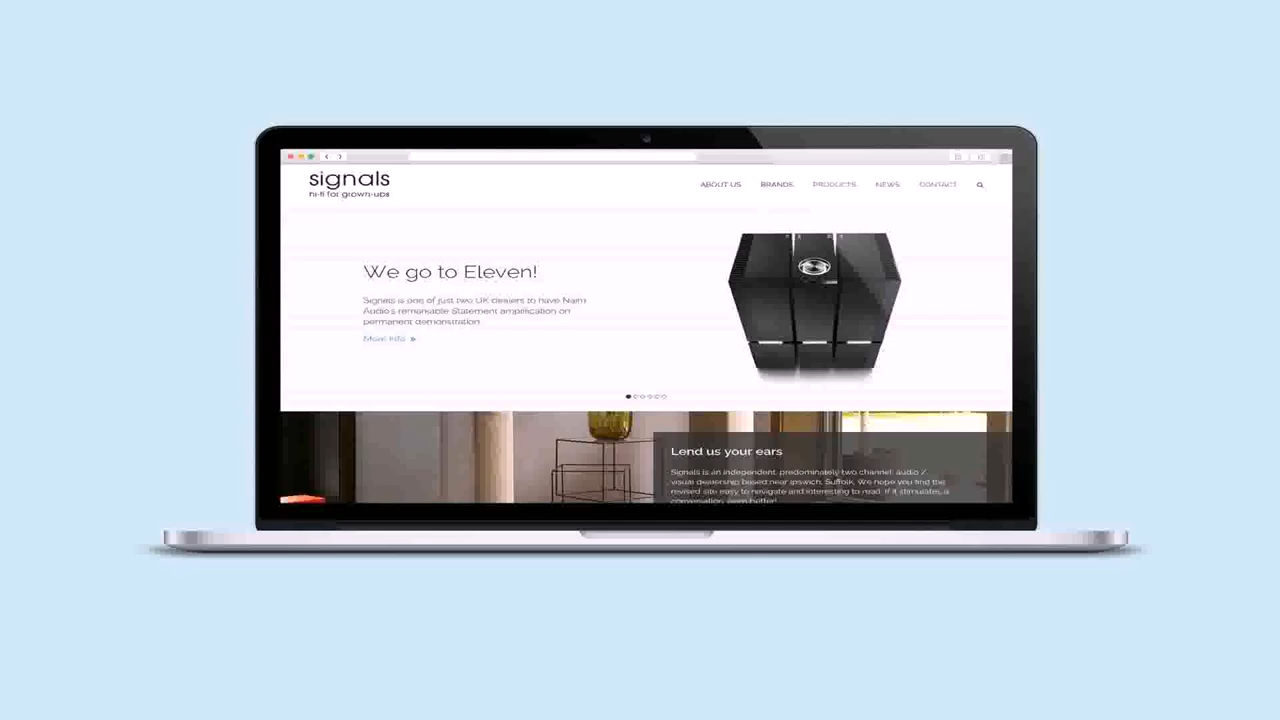 signals
hi-fi for grown-ups
ABOUT US BRANDS PRODUCTS NEWS CONTACT
We go to Eleven!
Signals is one of just two UK dealers to have Naim
Audio's remarkable Statement amplification on
permanent demonstration.
More info »
Lend us your ears
Signals is an independent, predominately two channel, audio /
visual dealership based near Ipswich, Suffolk. We hope you find the
revised site easy to navigate and interesting to read. If it stimulates a
conversation, even better!